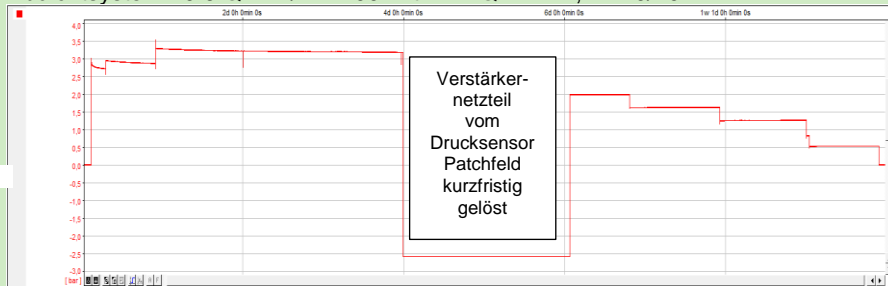 2d 0h 0min 0s
4d 0h 0min 0s
6d 0h 0min 0s
1w 1d 0h 0min 0s
4,0
3,5
3,0
2,5
2,0
1,5
1,0
0,5
0,0
-0,5
-1,0
-1,5
-2,0
-2,5
-3,0
[ bar ]
Verstärker-
netzteil
vom
Drucksensor
Patchfeld
kurzfristig
gelöst